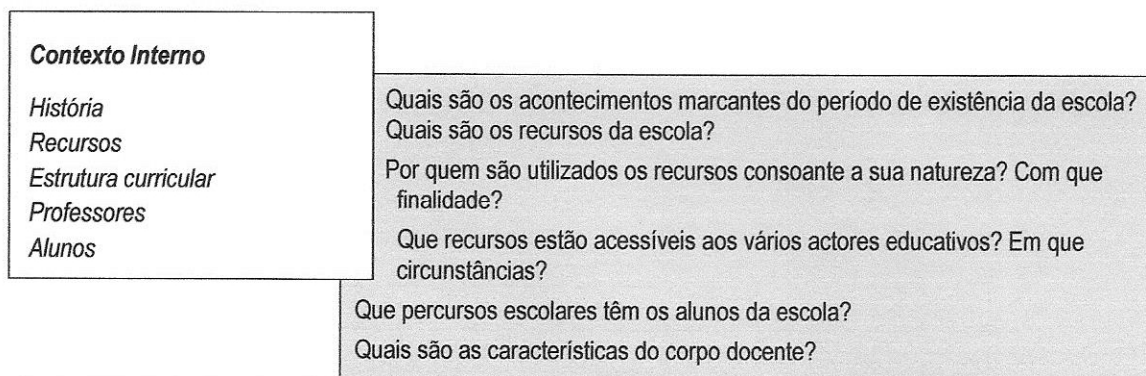 Contexto Interno
História
Recursos
Estrutura curricular
Professores
Alunos
Quais são os acontecimentos marcantes do período de existência da escola?
Quais são os recursos da escola?
Por quem são utilizados os recursos consoante a sua natureza? Com que
finalidade?
Que recursos estão acessíveis aos vários actores educativos? Em que
circunstâncias?
Que percursos escolares têm os alunos da escola?
Quais são as características do corpo docente?